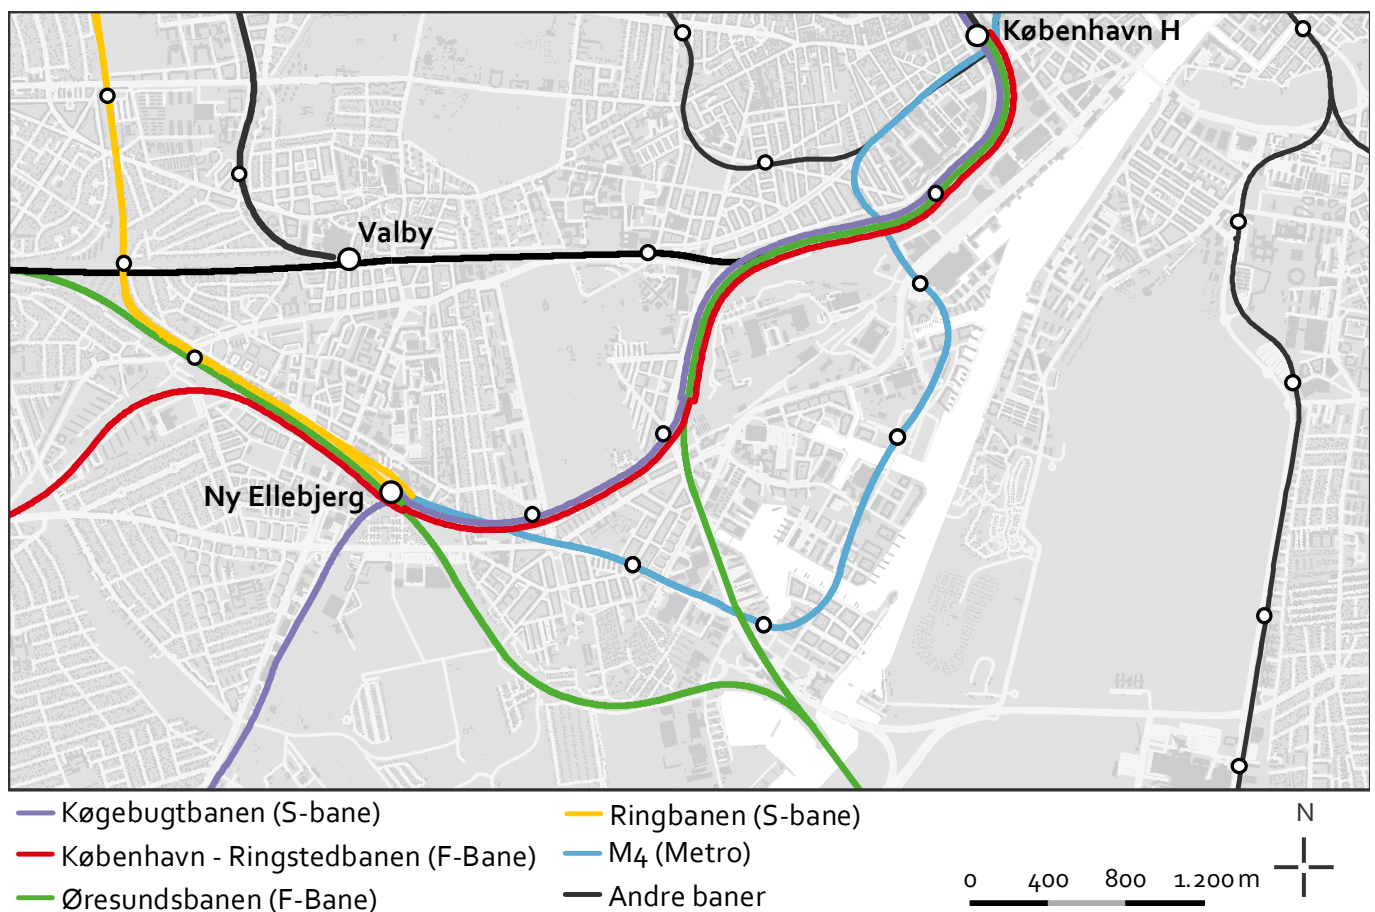 København H
Valby
Ny Ellebjerg
Køgebugtbanen (S-bane)
København - Ringstedbanen (F-Bane)
Øresundsbanen (F-Bane)
Ringbanen (S-bane)
M4 (Metro)
Andre baner
N
0 400 800 1.200 m